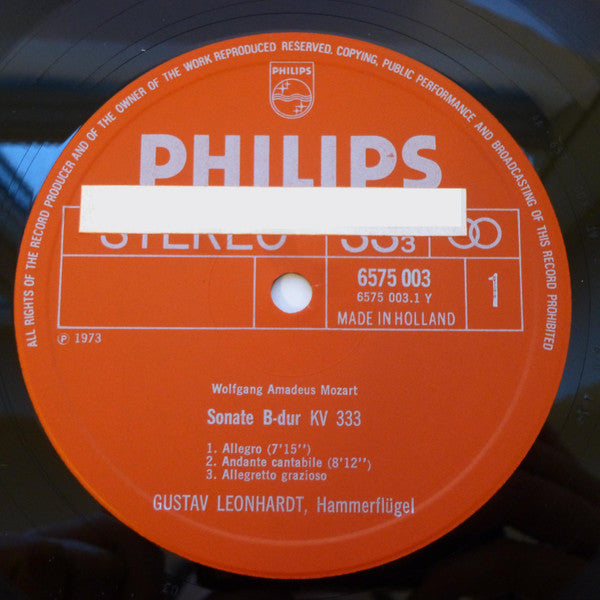 ALL RIGHTS OF THE RECORD PRODUCER AND OF THE OWNER OF THE WORK REPRODUCED RESERVED. COPYING, PUBLIC PERFORMANCE AND BROADCASTING OF THIS RECORD PROHIBITED
PHILIPS
PHILIPS
STEREO
6575 003
6575 003.1 Y
1
MADE IN HOLLAND
℗ 1973
Wolfgang Amadeus Mozart
Sonate B-dur KV 333
1. Allegro (7'15'')
2. Andante cantabile (8'12'')
3. Allegretto grazioso
GUSTAV LEONHARDT, Hammerflügel